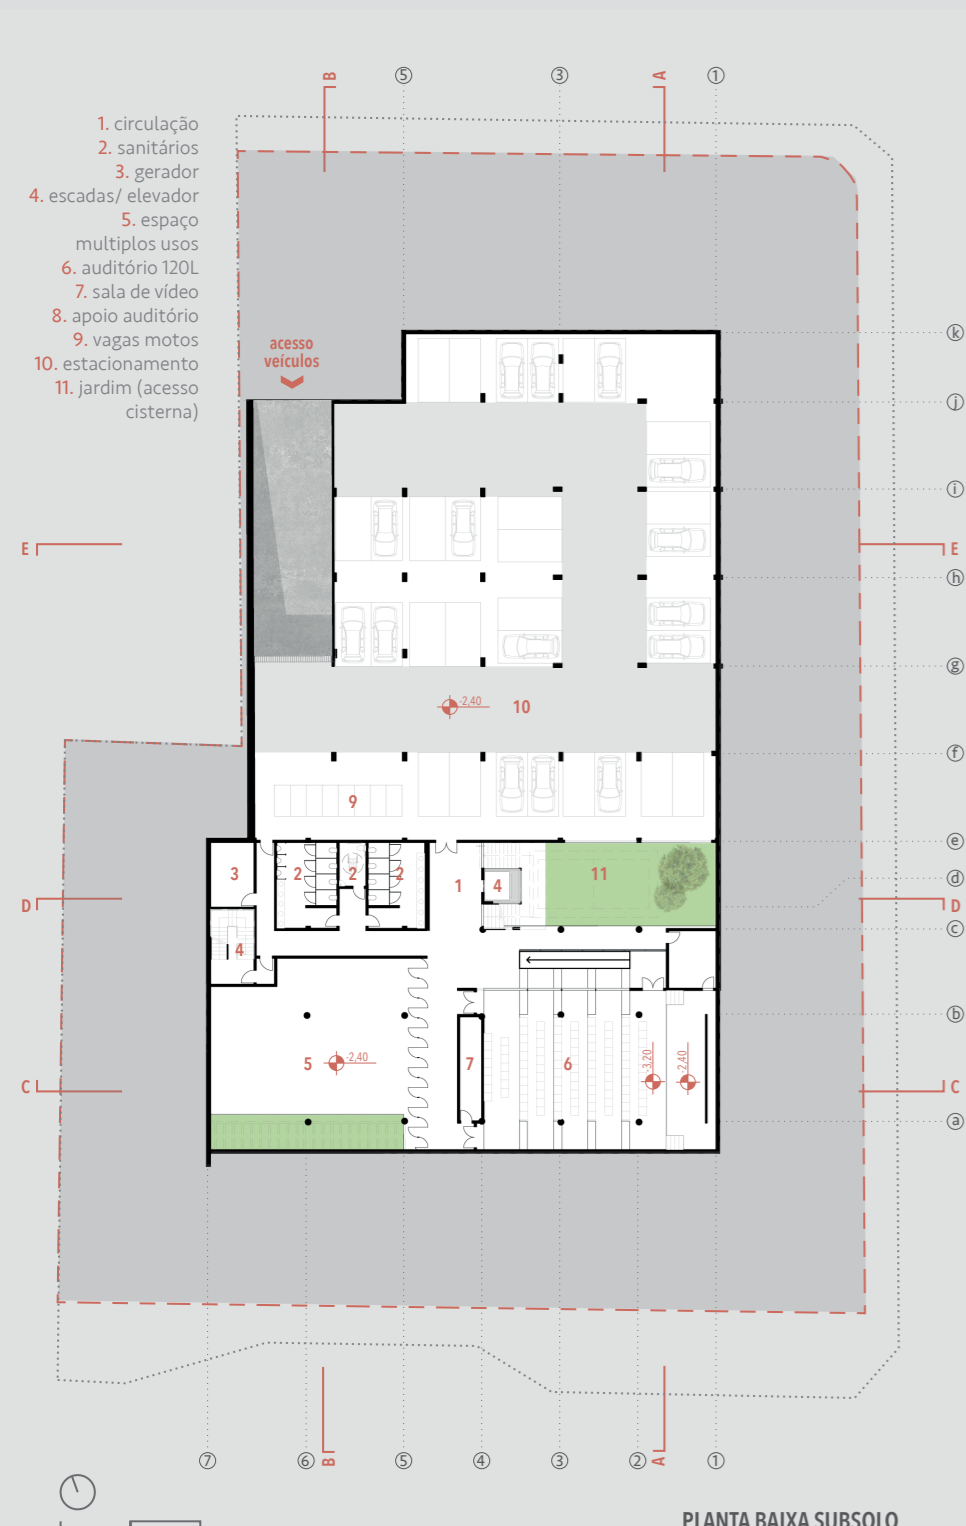 B
5
3
A
1
1. circulação
2. sanitários
3. gerador
4. escadas/ elevador
5. espaço
multiplos usos
6. auditório 120L
7. sala de vídeo
8. apoio auditório
9. vagas motos
10. estacionamento
11. jardim (acesso
cisterna)
acesso
veículos
k
j
i
E
E
h
g
-2,40
10
f
9
e
3
2
2
2
1
4
11
d
D
D
c
4
b
5
-2,40
7
6
-3,20
-2,40
C
C
a
7
6
B
5
4
3
2
A
1
PLANTA BAIXA SUBSOLO